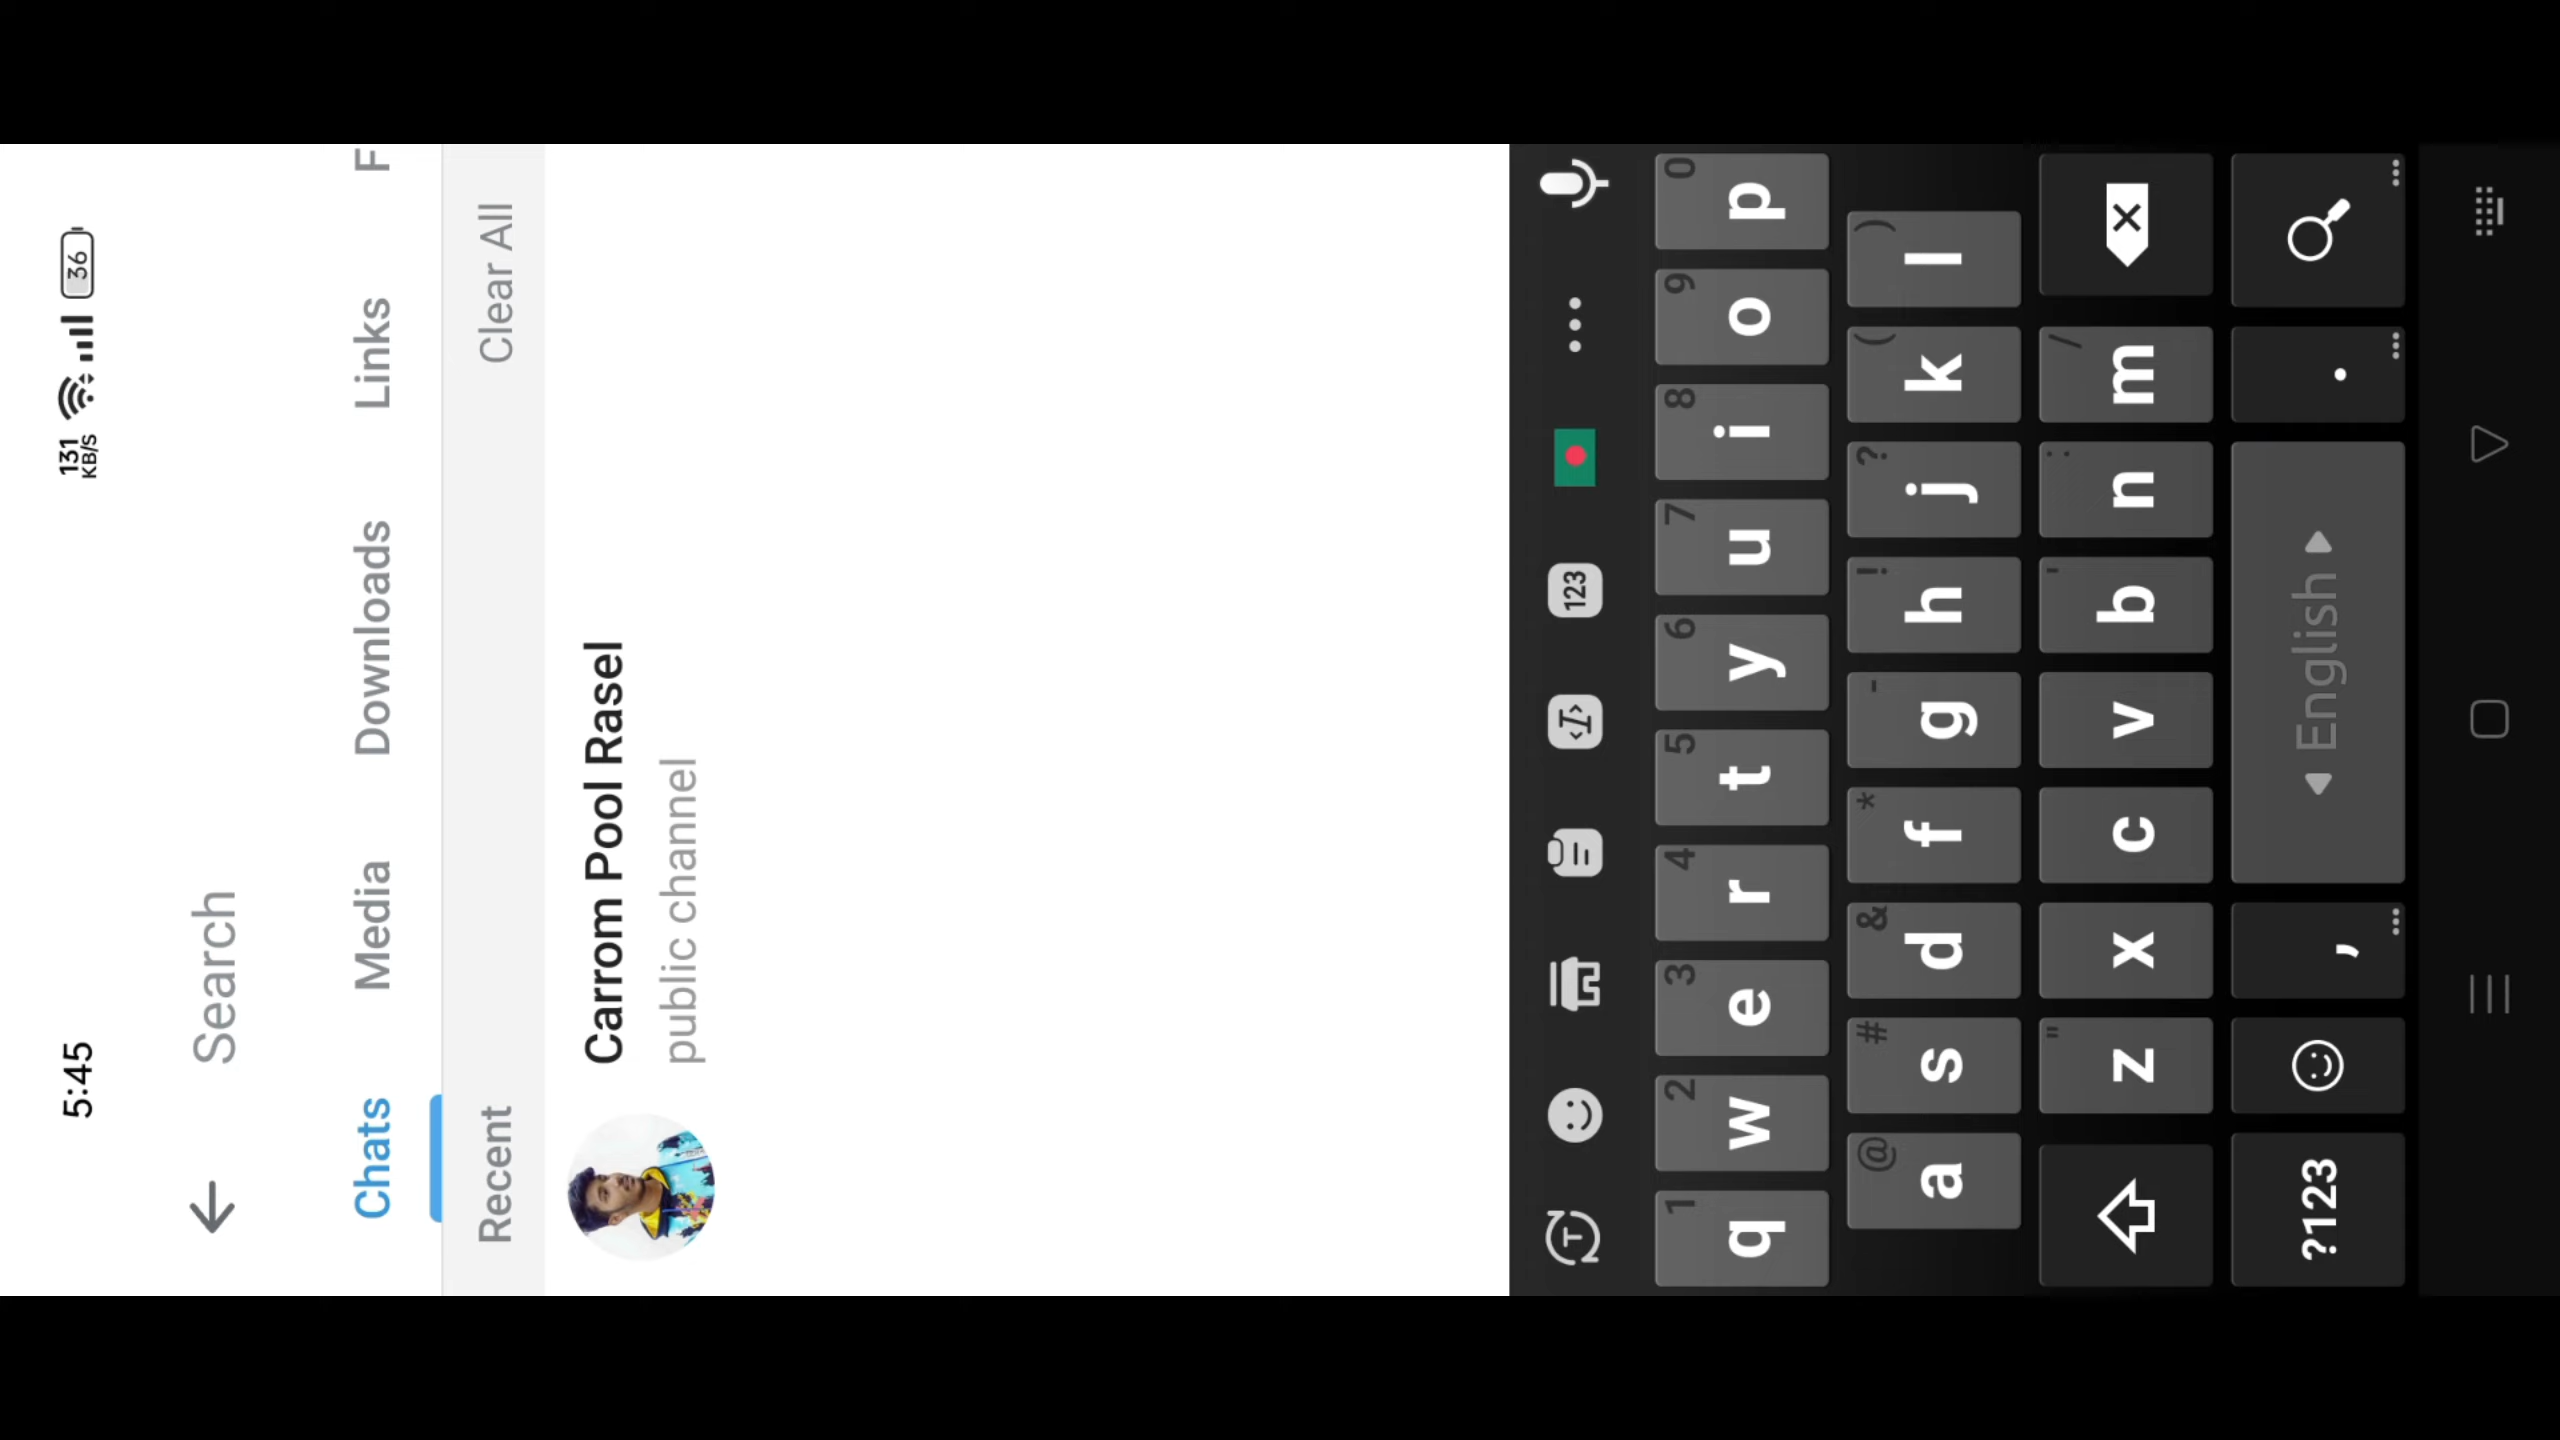 5:45 131 KB/s 36
Search
Chats Media Downloads Links F
Recent Clear All
Carrom Pool Rasel
public channel
T 123
1 2 3 4 5 6 7 8 9 0
q w e r t y u i o p
@ # & * - ! ? ( )
a s d f g h j k l
" ' : /
z x c v b n m
?123 , English .